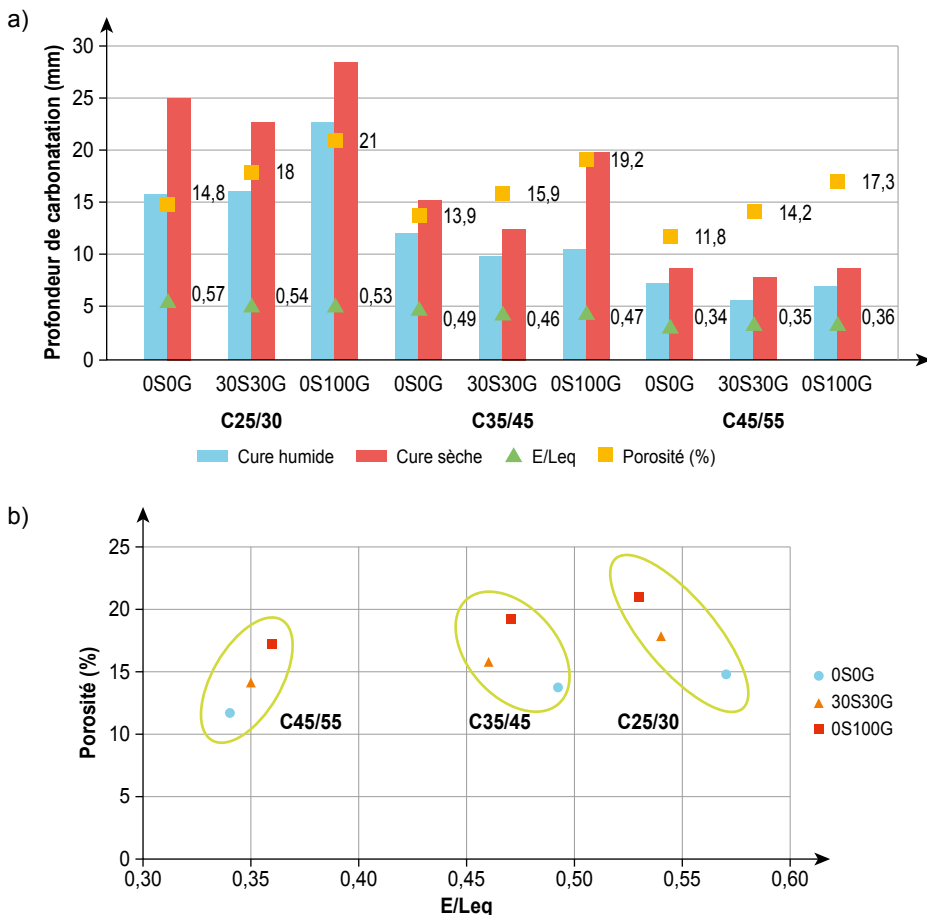 a)
Profondeur de carbonatation (mm)
30
25
20
15
10
5
0
14,8
18
21
13,9
15,9
19,2
11,8
14,2
17,3
0,57
0,54
0,53
0,49
0,46
0,47
0,34
0,35
0,36
0S0G 30S30G 0S100G 0S0G 30S30G 0S100G 0S0G 30S30G 0S100G
C25/30 C35/45 C45/55
Cure humide Cure sèche E/Leq Porosité (%)
b)
Porosité (%)
25
20
15
10
5
0
C45/55 C35/45 C25/30
0S0G
30S30G
0S100G
0,30 0,35 0,40 0,45 0,50 0,55 0,60
E/Leq